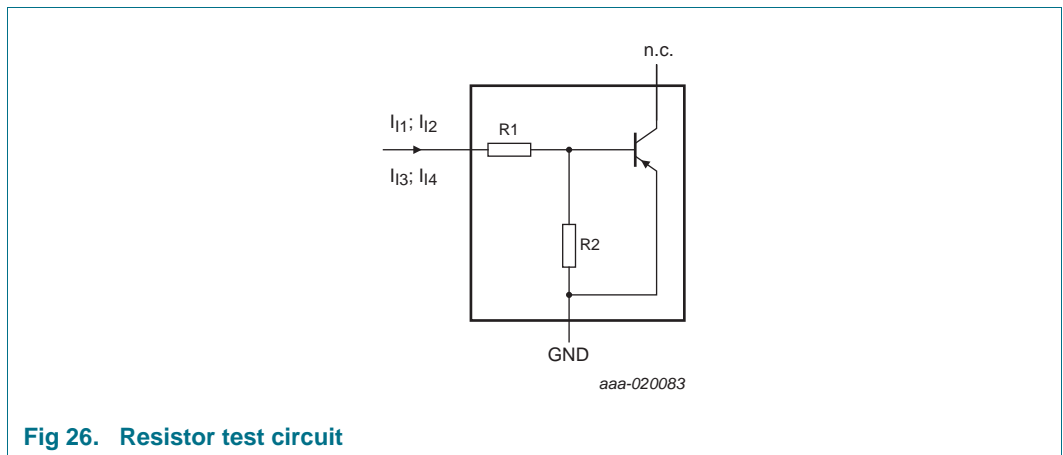 n.c.
I_I1; I_I2
R1
I_I3; I_I4
R2
GND
aaa-020083
Fig 26. Resistor test circuit